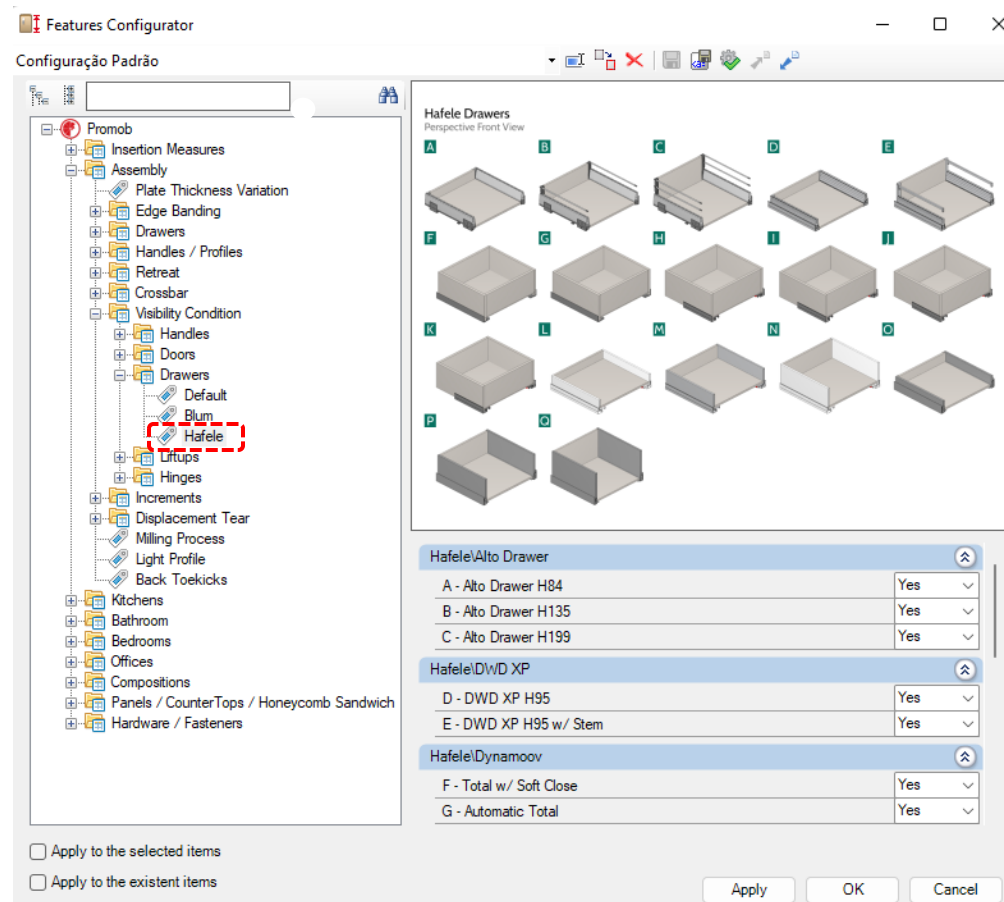 Features Configurator
Configuração Padrão
Promob
Insertion Measures
Assembly
Plate Thickness Variation
Edge Banding
Drawers
Handles / Profiles
Retreat
Crossbar
Visibility Condition
Handles
Doors
Drawers
Default
Blum
Hafele
Liftups
Hinges
Increments
Displacement Tear
Milling Process
Light Profile
Back Toekicks
Kitchens
Bathroom
Bedrooms
Offices
Compositions
Panels / CounterTops / Honeycomb Sandwich
Hardware / Fasteners
Hafele Drawers
Perspective Front View
A B C D E
F G H I J
K L M N O
P Q
Hafele\Alto Drawer
A - Alto Drawer H84 Yes
B - Alto Drawer H135 Yes
C - Alto Drawer H199 Yes
Hafele\DWD XP
D - DWD XP H95 Yes
E - DWD XP H95 w/ Stem Yes
Hafele\Dynamoov
F - Total w/ Soft Close Yes
G - Automatic Total Yes
Apply to the selected items
Apply to the existent items
Apply OK Cancel